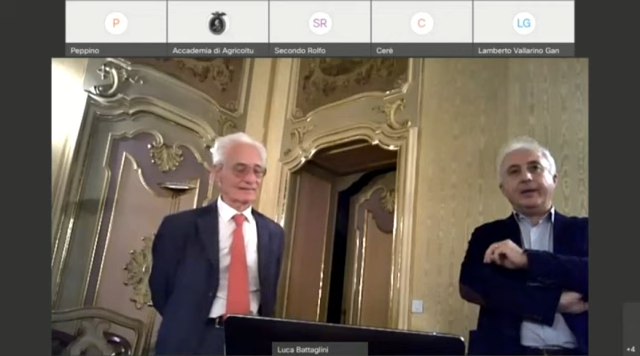 P
SR
C
LG
Peppino
Accademia di Agricoltu
Secondo Rolfo
Cerè
Lamberto Vallarino Gan
Luca Battaglini
+4